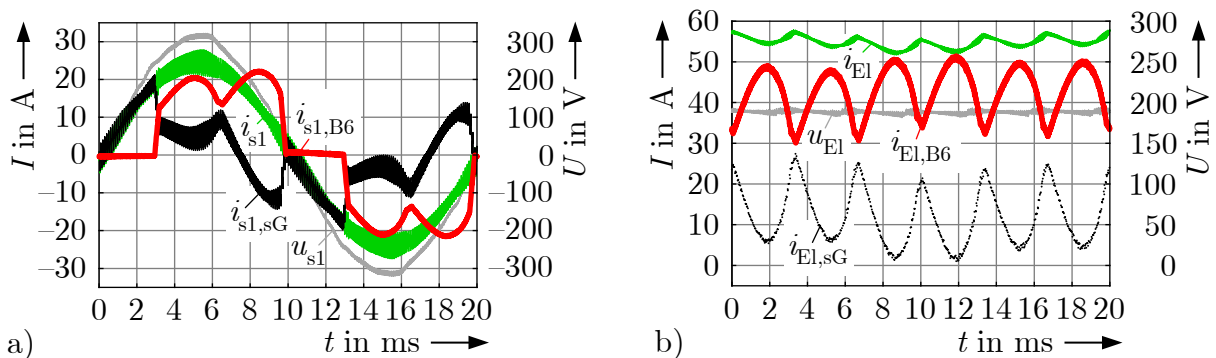 30
20
10
0
–10
–20
–30
I in A
300
200
100
0
–100
–200
–300
U in V
i_s1
i_s1,B6
i_s1,sG
u_s1
0 2 4 6 8 10 12 14 16 18 20
t in ms
a)
60
50
40
30
20
10
0
I in A
300
250
200
150
100
50
0
U in V
i_El
u_El
i_El,B6
i_El,sG
0 2 4 6 8 10 12 14 16 18 20
t in ms
b)